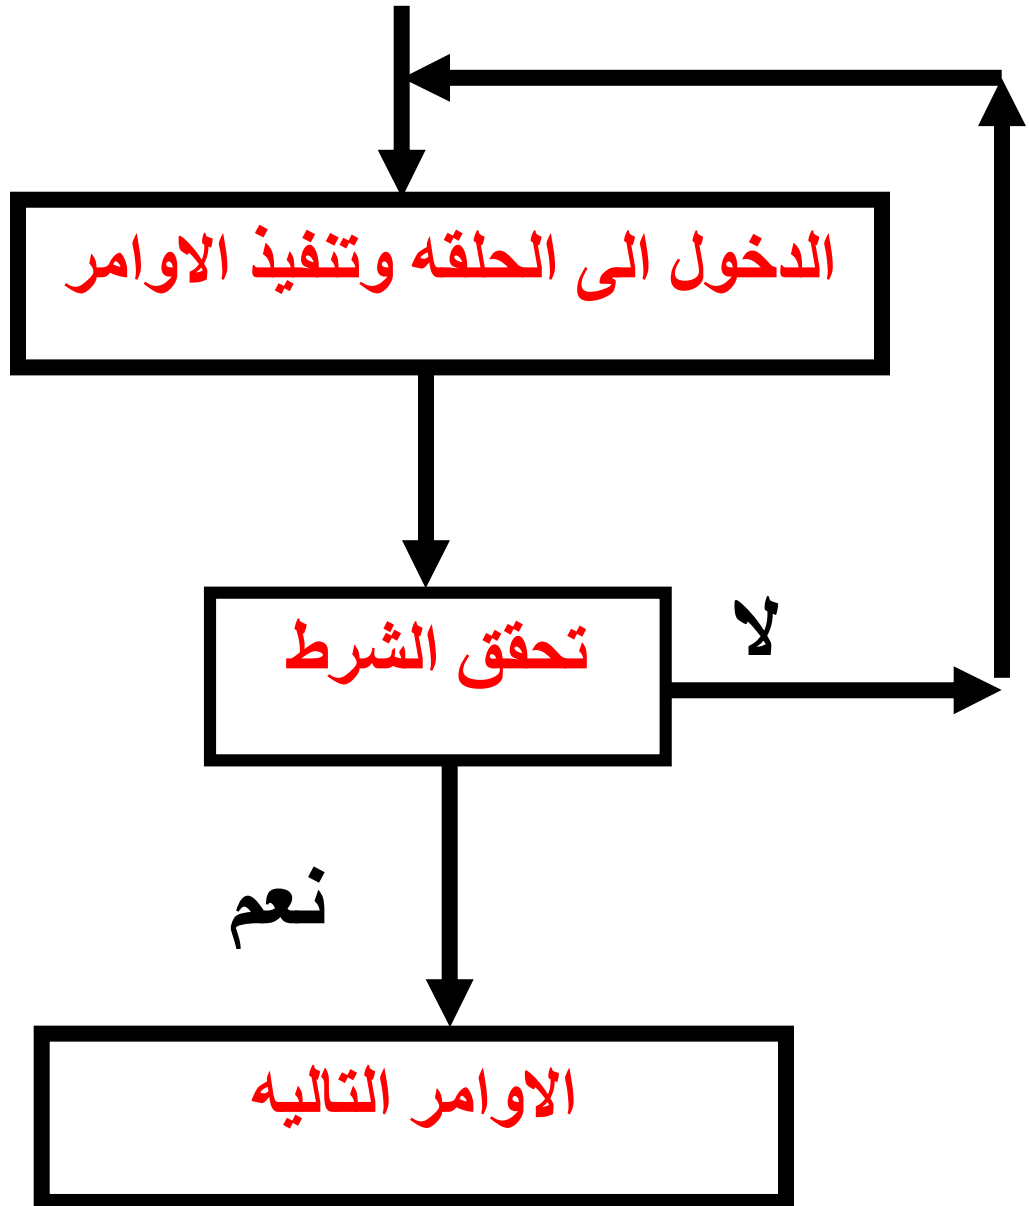 الدخول الى الحلقه وتنفيذ الاوامر
تحقق الشرط
لا
نعم
الاوامر التاليه